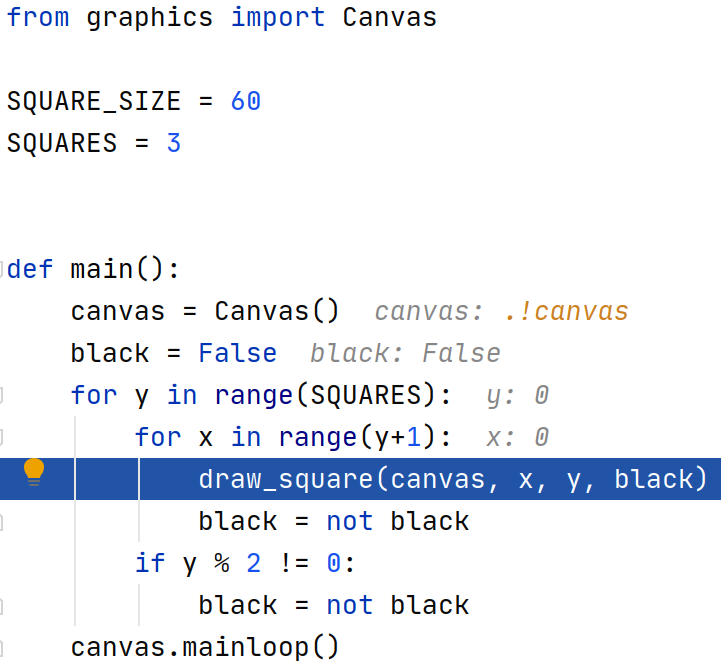 from graphics import Canvas
SQUARE_SIZE = 60
SQUARES = 3
def main():
canvas = Canvas() canvas: .!canvas
black = False black: False
for y in range(SQUARES): y: 0
for x in range(y+1): x: 0
draw_square(canvas, x, y, black)
black = not black
if y % 2 != 0:
black = not black
canvas.mainloop()